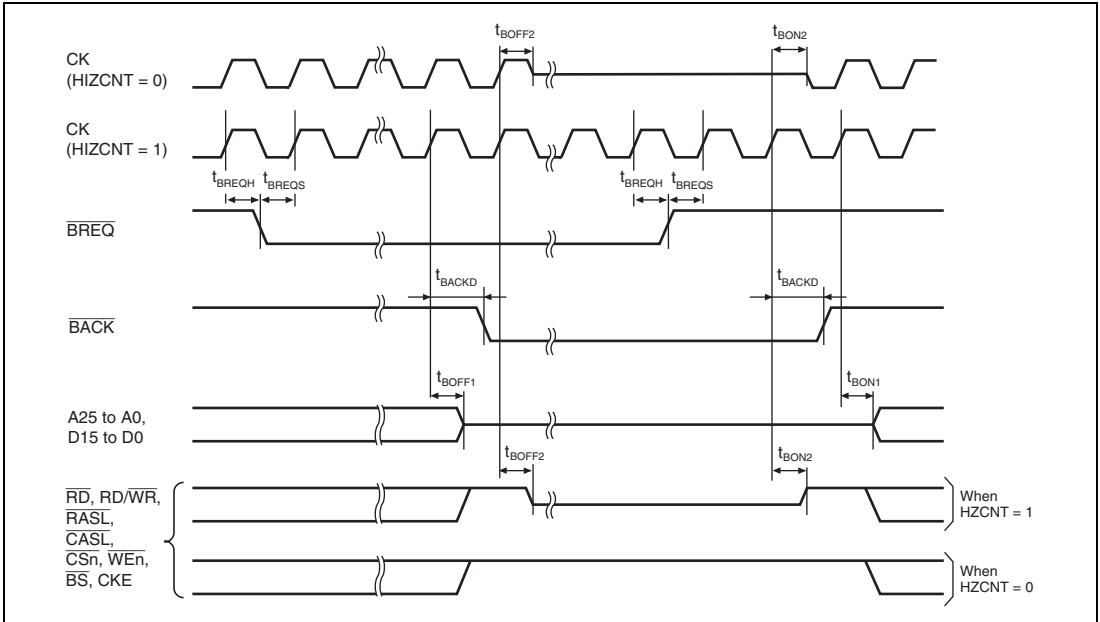 tBOFF2
tBON2
CK
(HIZCNT = 0)
CK
(HIZCNT = 1)
tBREQH
tBREQS
tBREQH
tBREQS
BREQ
tBACKD
tBACKD
BACK
tBOFF1
tBON1
A25 to A0,
D15 to D0
tBOFF2
tBON2
RD, RD/WR,
RASL,
CASL,
CSn, WEn,
BS, CKE
When
HZCNT = 1
When
HZCNT = 0